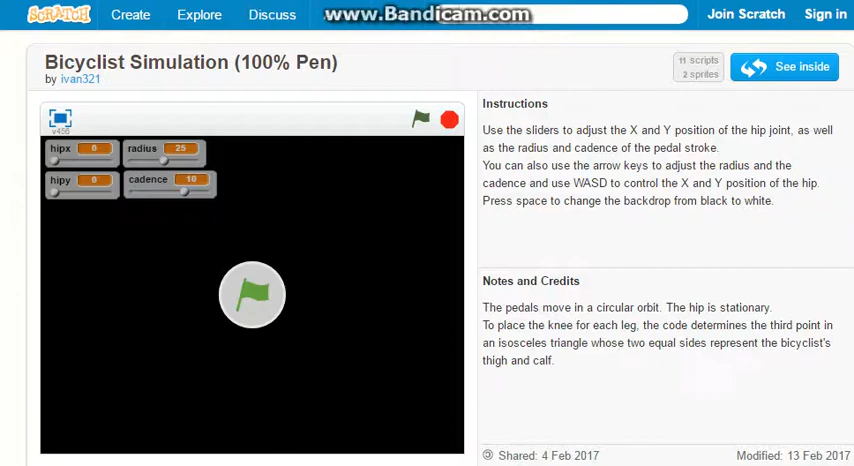 SCRATCH Create Explore Discuss www.Bandicam.com Join Scratch Sign in
Bicyclist Simulation (100% Pen)
by ivan321
11 scripts
2 sprites
See inside
v456
hipx 0 radius 25
hipy 0 cadence 10
Instructions
Use the sliders to adjust the X and Y position of the hip joint, as well
as the radius and cadence of the pedal stroke.
You can also use the arrow keys to adjust the radius and the
cadence and use WASD to control the X and Y position of the hip.
Press space to change the backdrop from black to white.
Notes and Credits
The pedals move in a circular orbit. The hip is stationary.
To place the knee for each leg, the code determines the third point in
an isosceles triangle whose two equal sides represent the bicyclist's
thigh and calf.
Shared: 4 Feb 2017 Modified: 13 Feb 2017